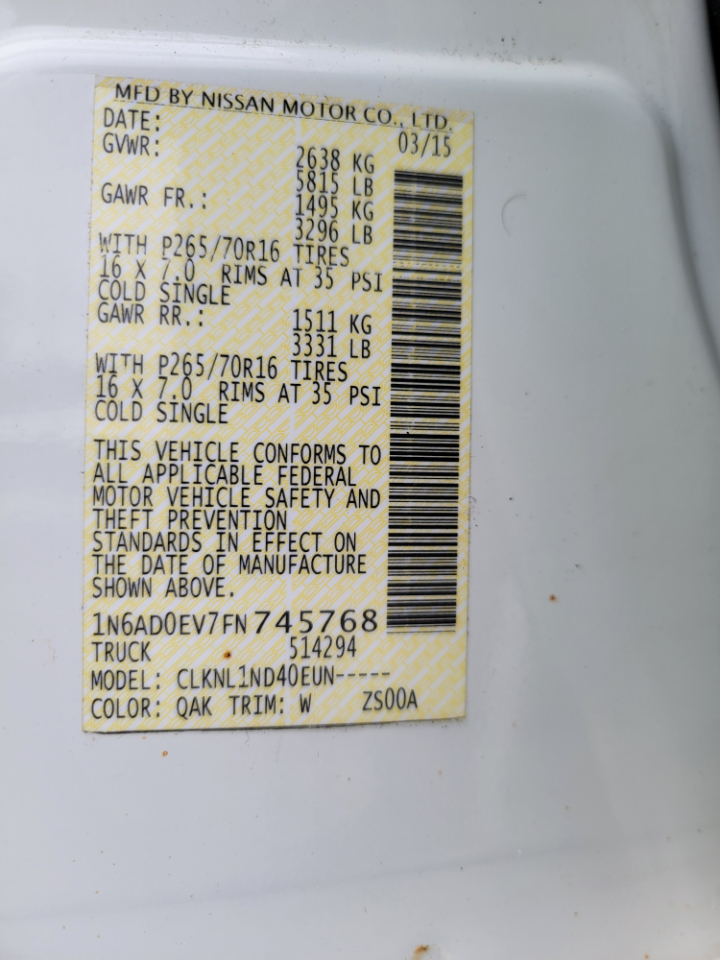 MFD BY NISSAN MOTOR CO., LTD.
DATE: 03/15
GVWR: 2638 KG
5815 LB
GAWR FR.: 1495 KG
3296 LB
WITH P265/70R16 TIRES
16 X 7.0 RIMS AT 35 PSI
COLD SINGLE
GAWR RR.: 1511 KG
3331 LB
WITH P265/70R16 TIRES
16 X 7.0 RIMS AT 35 PSI
COLD SINGLE
THIS VEHICLE CONFORMS TO
ALL APPLICABLE FEDERAL
MOTOR VEHICLE SAFETY AND
THEFT PREVENTION
STANDARDS IN EFFECT ON
THE DATE OF MANUFACTURE
SHOWN ABOVE.
1N6AD0EV7FN745768
TRUCK 514294
MODEL: CLKNL1ND40EUN-----
COLOR: QAK TRIM: W ZS00A